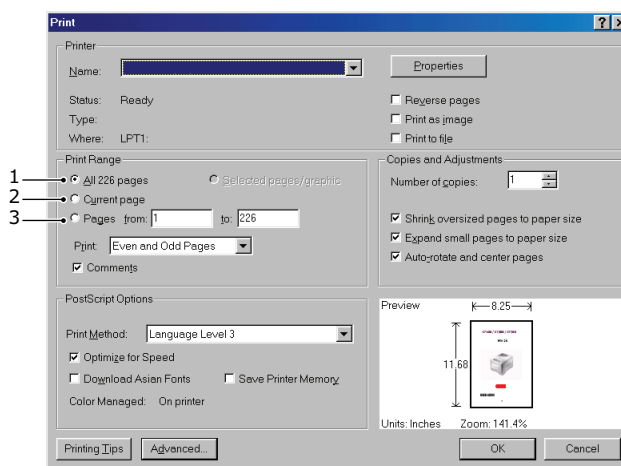 Print
Printer
Name:
Properties
Status: Ready
Type:
Where: LPT1:
Reverse pages
Print as image
Print to file
Print Range
1
All 226 pages
Selected pages/graphic
2
Current page
3
Pages from: 1 to: 226
Print: Even and Odd Pages
Comments
Copies and Adjustments
Number of copies: 1
Shrink oversized pages to paper size
Expand small pages to paper size
Auto-rotate and center pages
PostScript Options
Print Method: Language Level 3
Optimize for Speed
Download Asian Fonts
Save Printer Memory
Color Managed: On printer
Preview
8.25
11.68
Units: Inches Zoom: 141.4%
Printing Tips
Advanced...
OK
Cancel